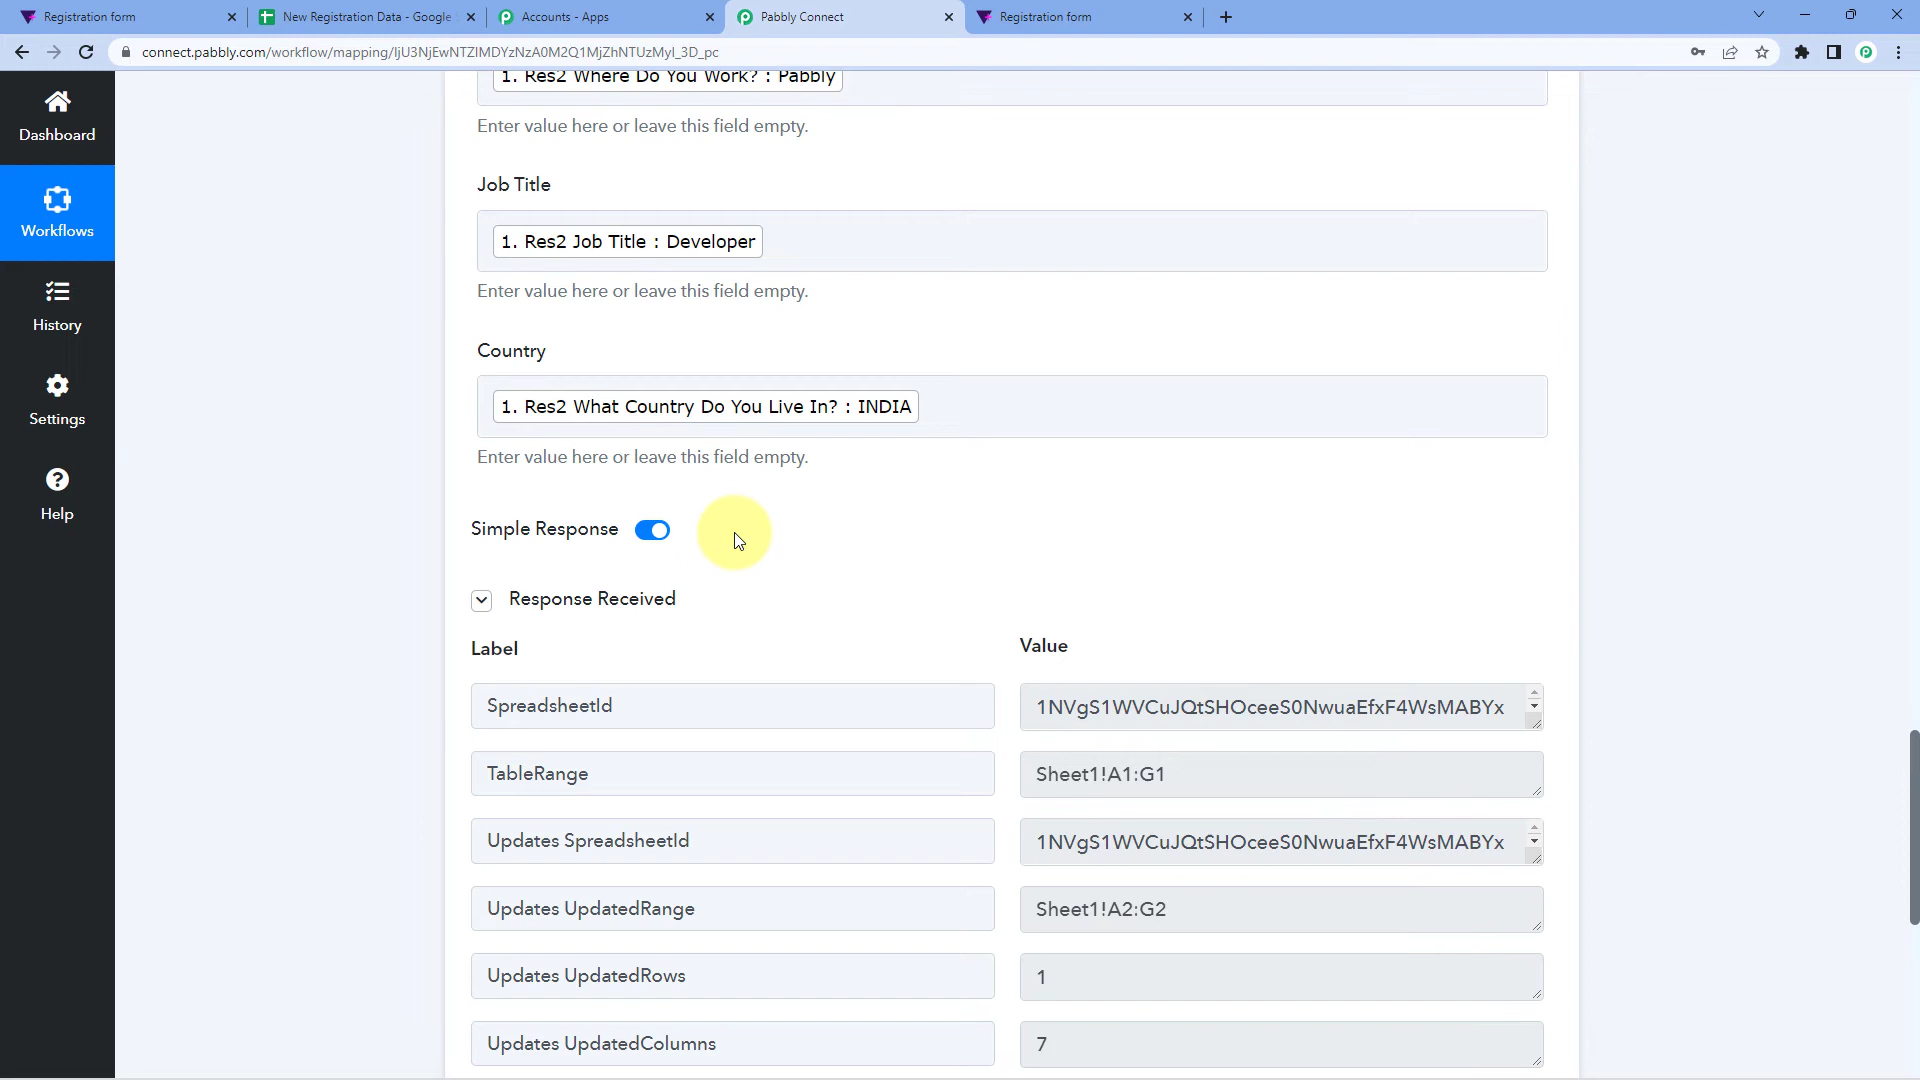 Registration form
New Registration Data - Google
Accounts - Apps
Pabbly Connect
Registration form
connect.pabbly.com/workflow/mapping/IjU3NjEwNTZlMDYzNzA0M2Q1MjZhNTUzMyI_3D_pc
Dashboard
Workflows
History
Settings
Help
1. Res2 Where Do You Work? : Pabbly
Enter value here or leave this field empty.
Job Title
1. Res2 Job Title : Developer
Enter value here or leave this field empty.
Country
1. Res2 What Country Do You Live In? : INDIA
Enter value here or leave this field empty.
Simple Response
Response Received
Label
Value
SpreadsheetId
1NVgS1WVCuJQtSHOceeS0NwuaEfxF4WsMABYx
TableRange
Sheet1!A1:G1
Updates SpreadsheetId
1NVgS1WVCuJQtSHOceeS0NwuaEfxF4WsMABYx
Updates UpdatedRange
Sheet1!A2:G2
Updates UpdatedRows
1
Updates UpdatedColumns
7